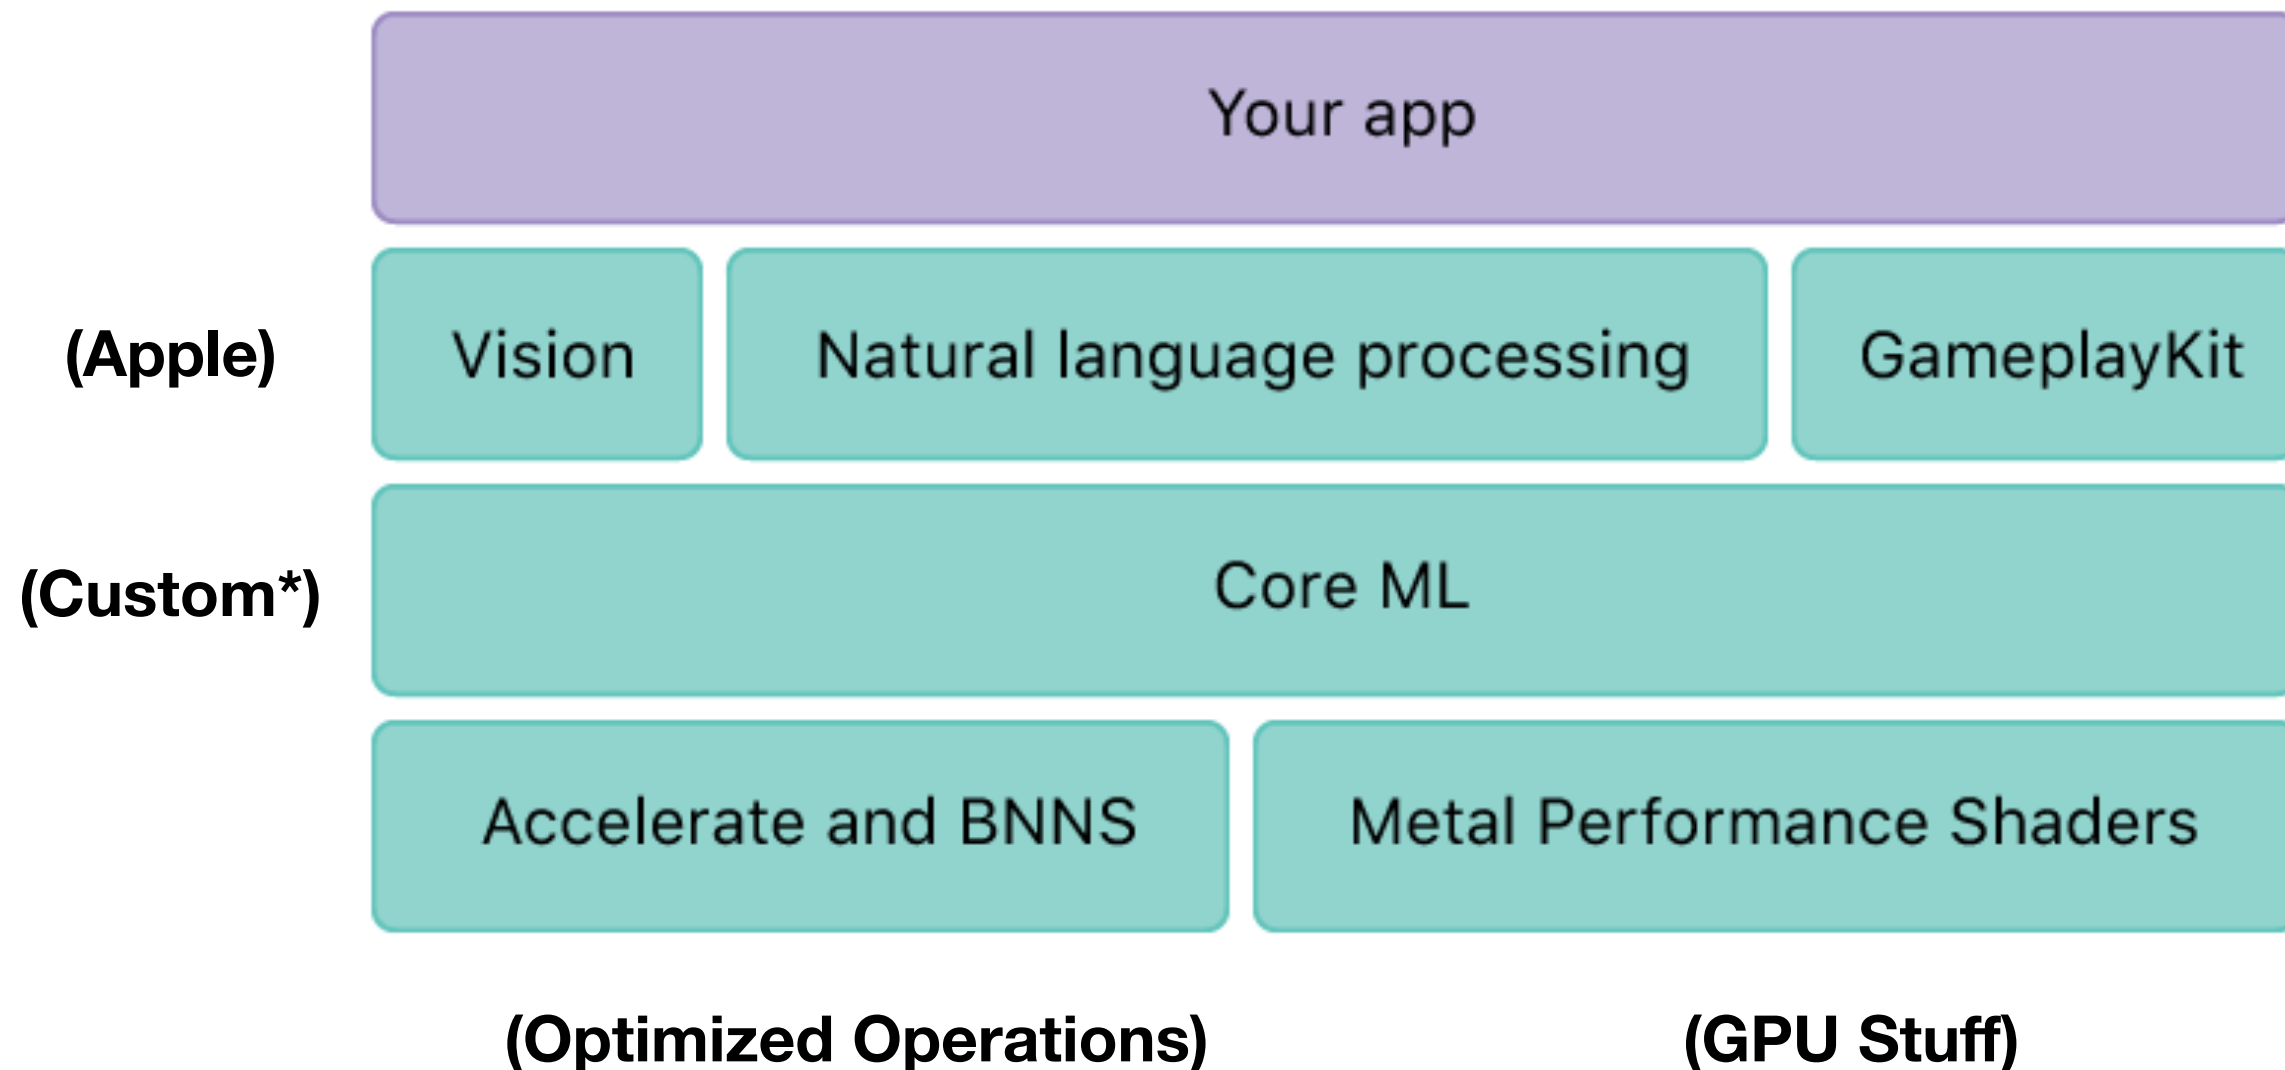 Your app
(Apple) Vision Natural language processing GameplayKit
(Custom*) Core ML
Accelerate and BNNS Metal Performance Shaders
(Optimized Operations) (GPU Stuff)